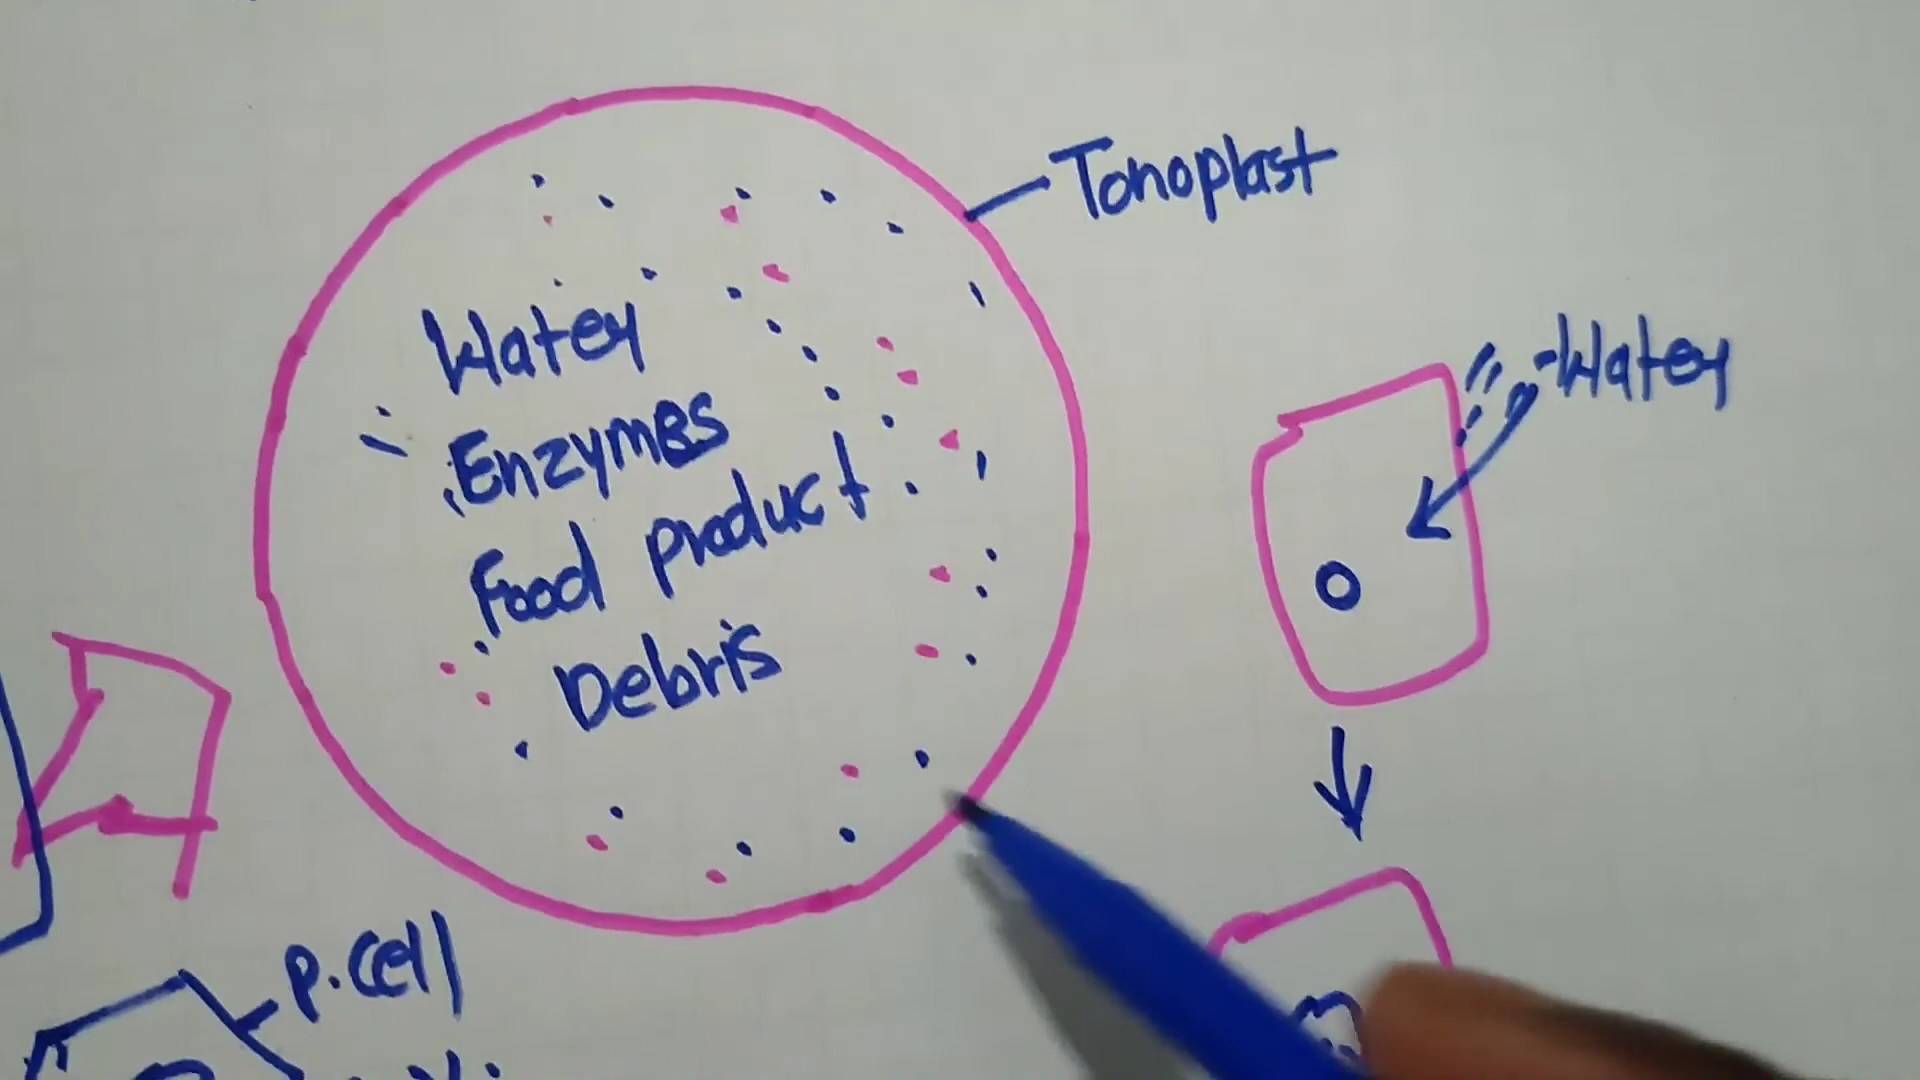 Tonoplast
Water
Enzymes
Food product
Debris
Water
P. Cell